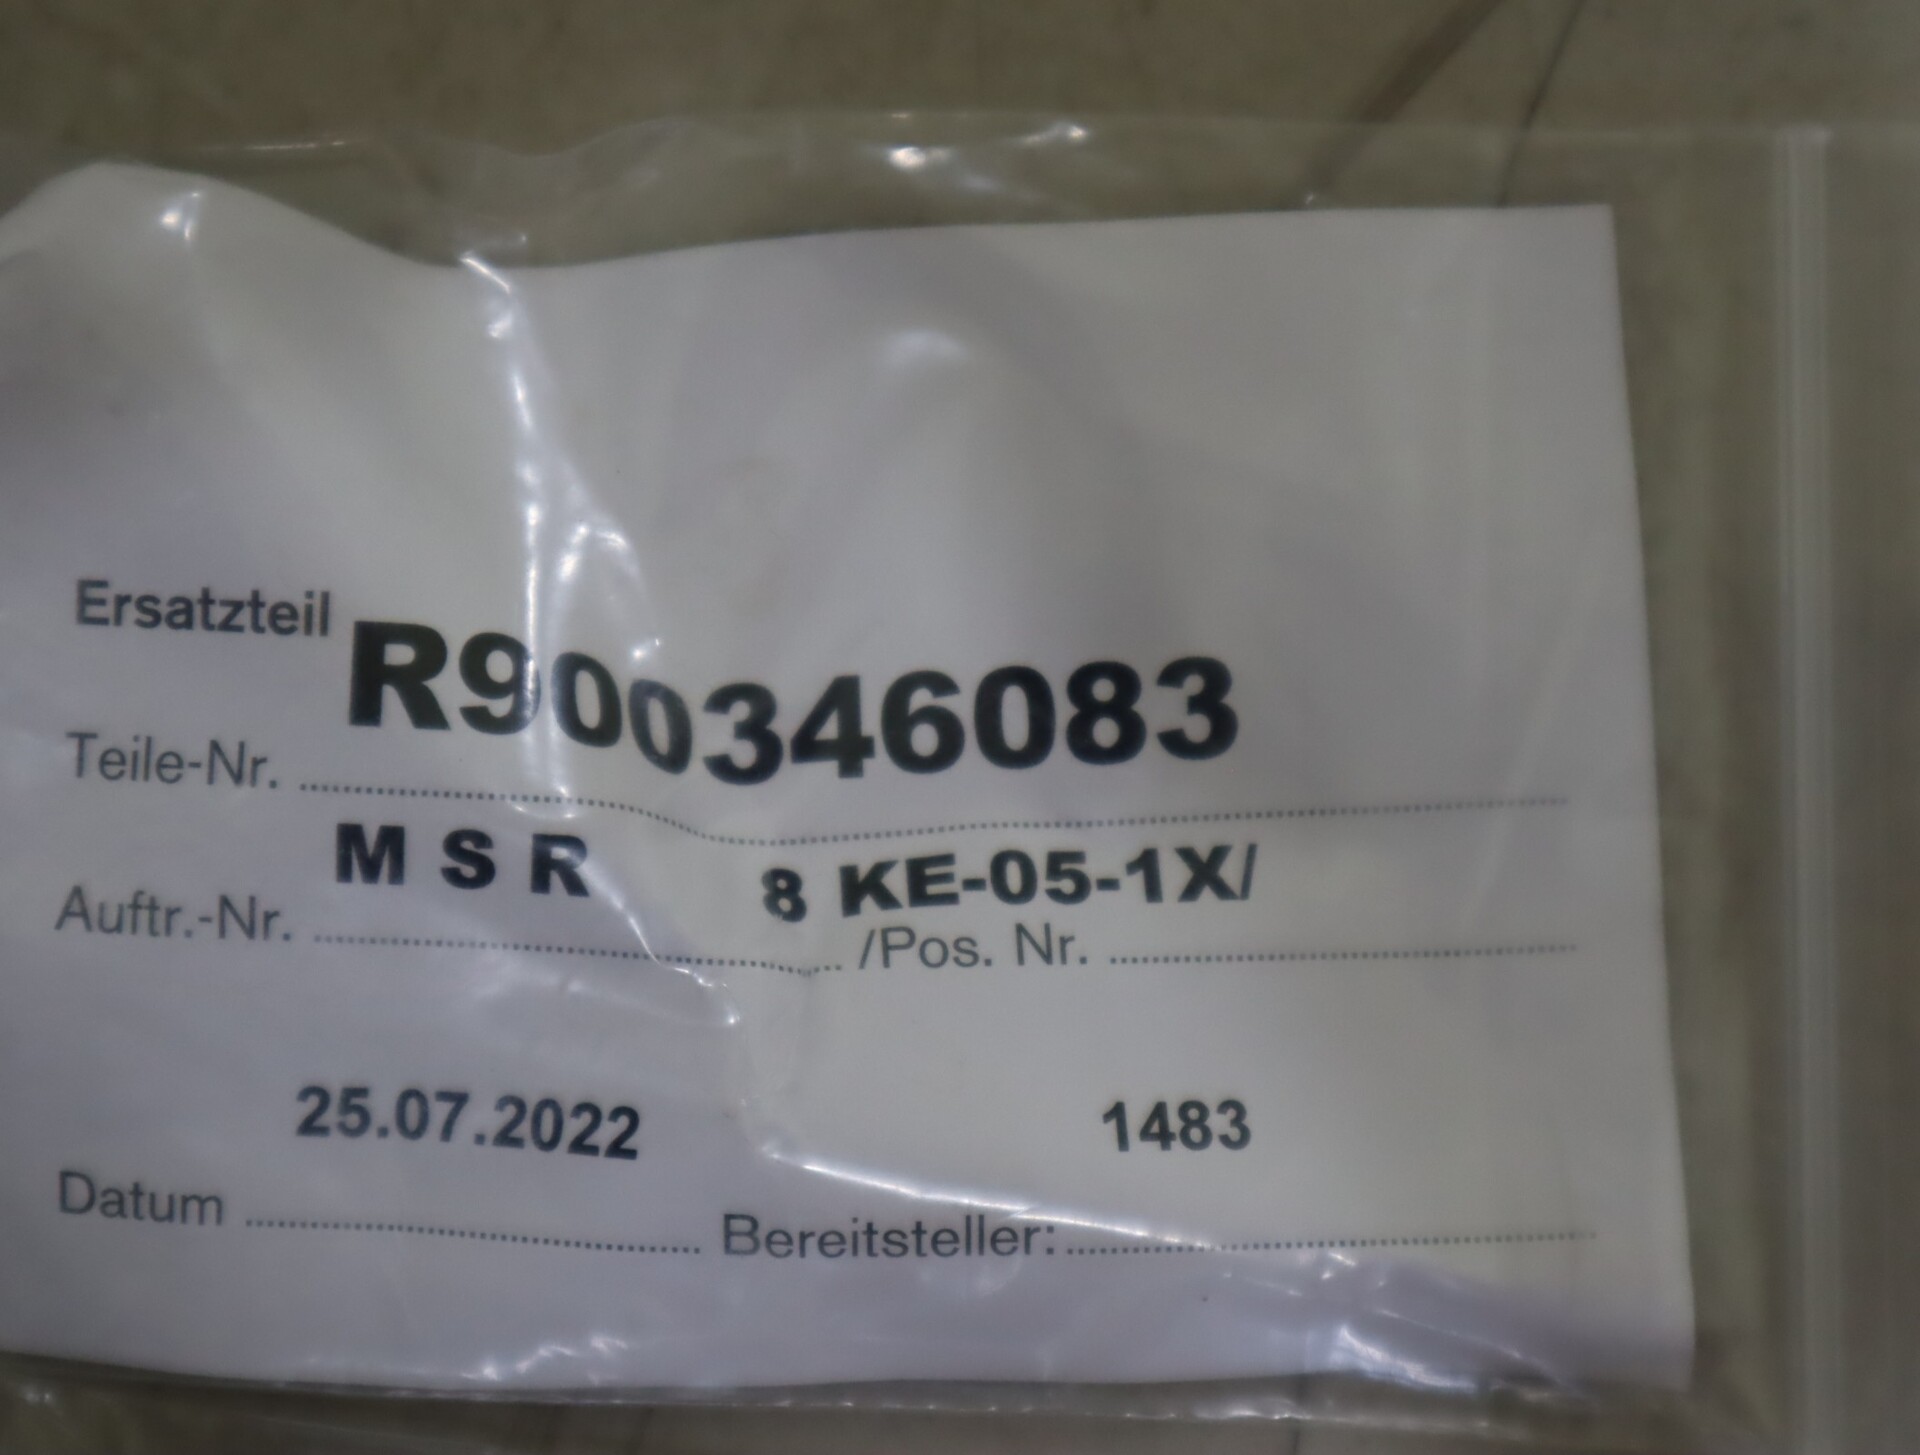 Ersatzteil
R900346083
Teile-Nr.
M S R 8 KE-05-1X/
Auftr.-Nr. /Pos. Nr.
25.07.2022 1483
Datum Bereitsteller: